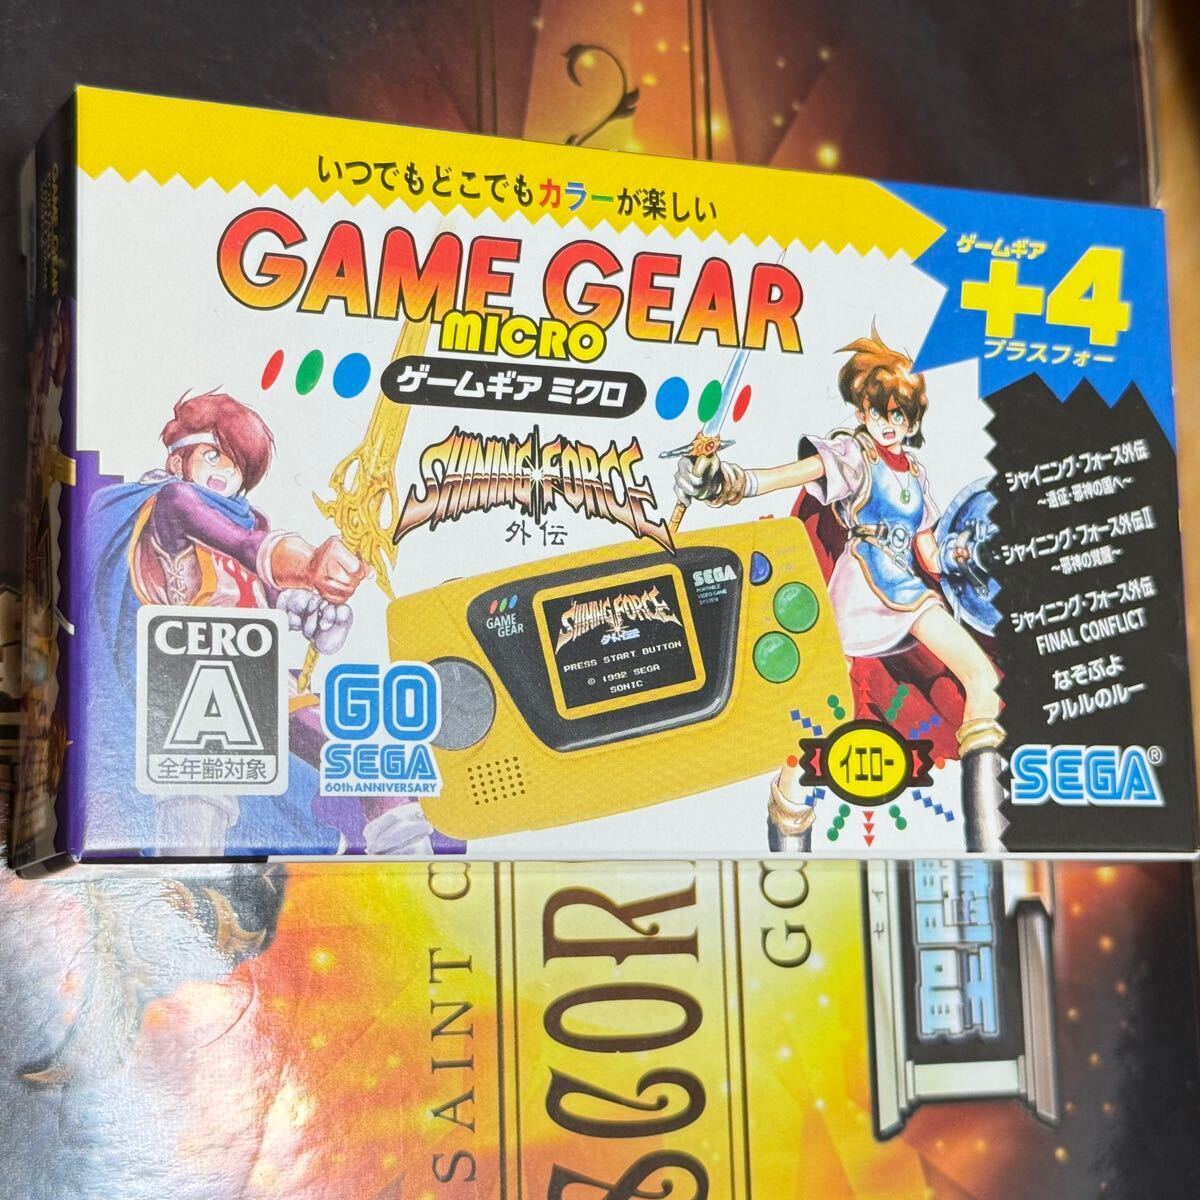 いつでもどこでもカラーが楽しい
GAME GEAR
MICRO
ゲームギア ミクロ
ゲームギア
+4
プラスフォー
SHINING FORCE
外伝
シャイニング・フォース外伝
～遠征・邪神の国へ～
シャイニング・フォース外伝II
～邪神の覚醒～
シャイニング・フォース外伝
FINAL CONFLICT
なぞぷよ
アルルのルー
SEGA®
CERO
A
全年齢対象
GO
SEGA
60th ANNIVERSARY
GAME
GEAR
SHINING FORCE
外伝
PRESS START BUTTON
© 1992 SEGA
SONIC
SEGA
PORTABLE
VIDEO GAME
SYSTEM
イエロー
SAINT
GO